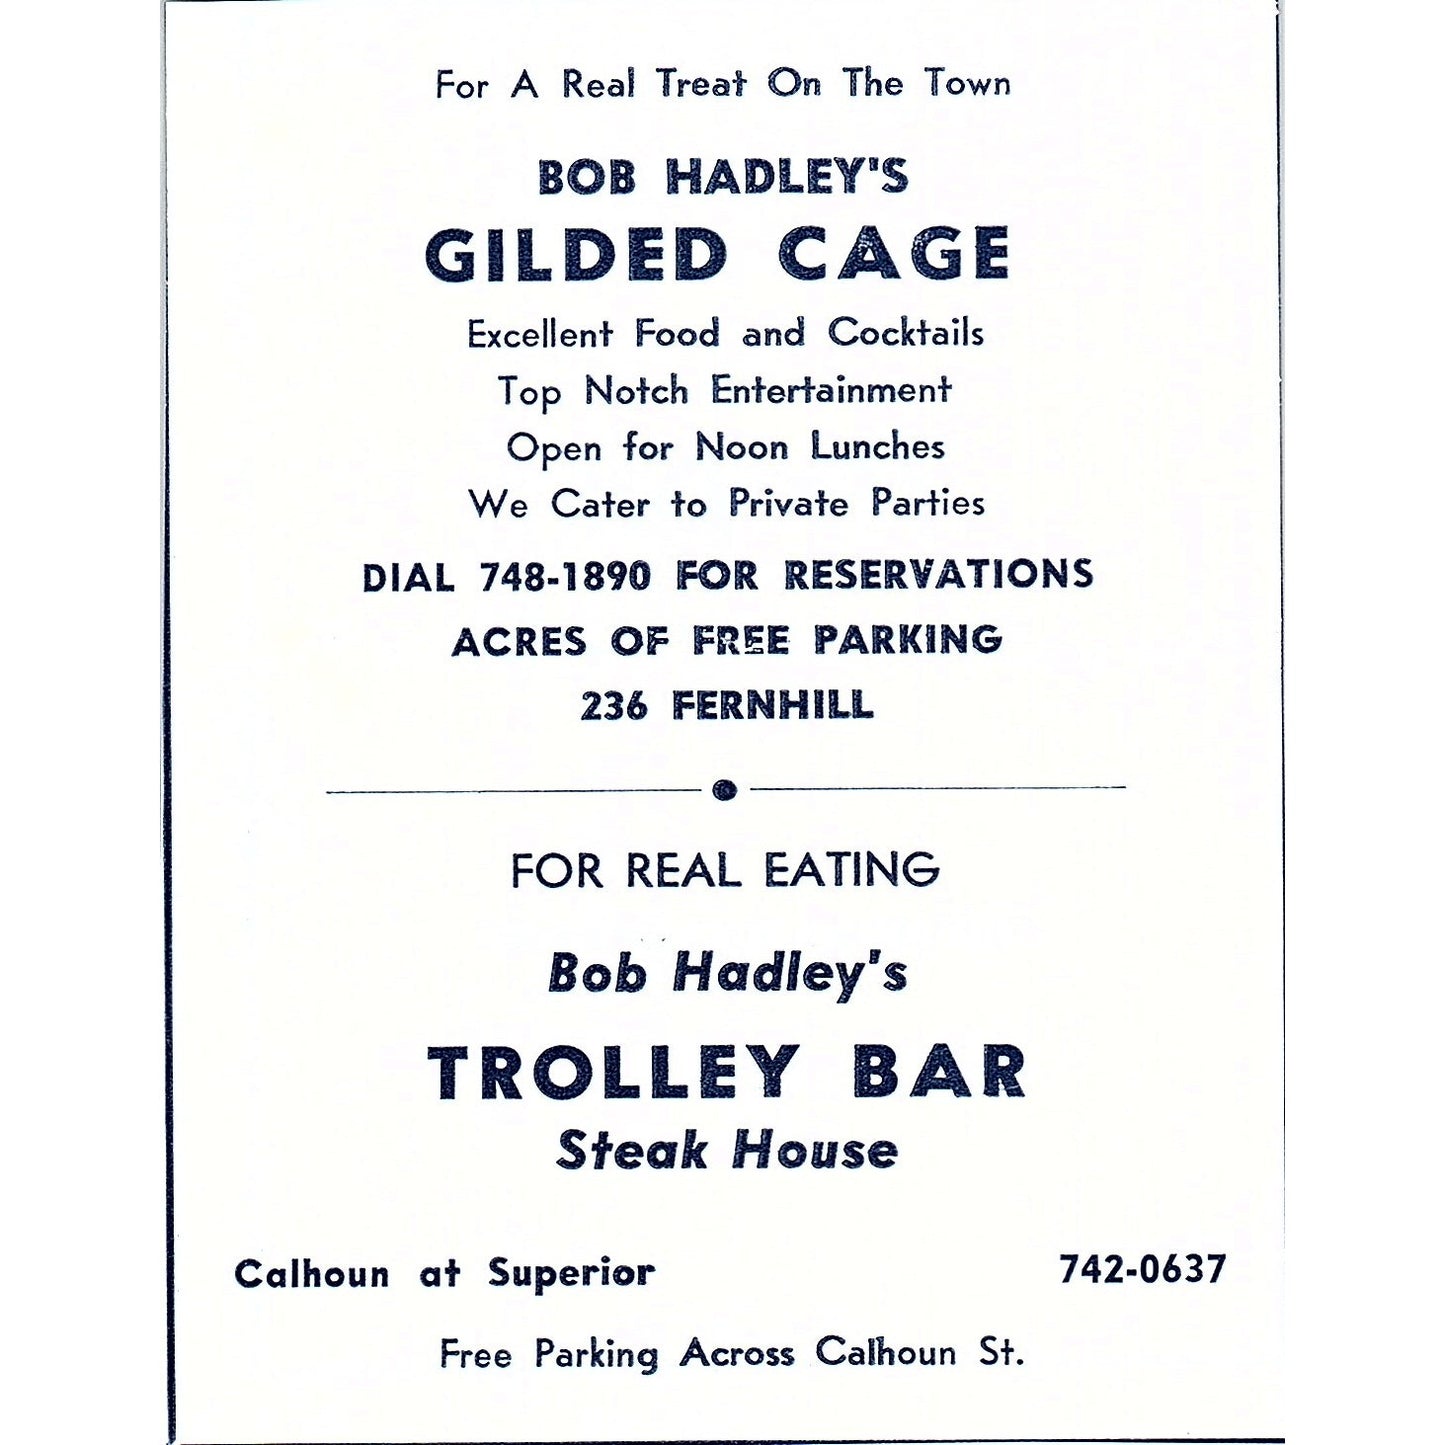 For A Real Treat On The Town
BOB HADLEY'S
GILDED CAGE
Excellent Food and Cocktails
Top Notch Entertainment
Open for Noon Lunches
We Cater to Private Parties
DIAL 748-1890 FOR RESERVATIONS
ACRES OF FREE PARKING
236 FERNHILL
FOR REAL EATING
Bob Hadley's
TROLLEY BAR
Steak House
Calhoun at Superior 742-0637
Free Parking Across Calhoun St.